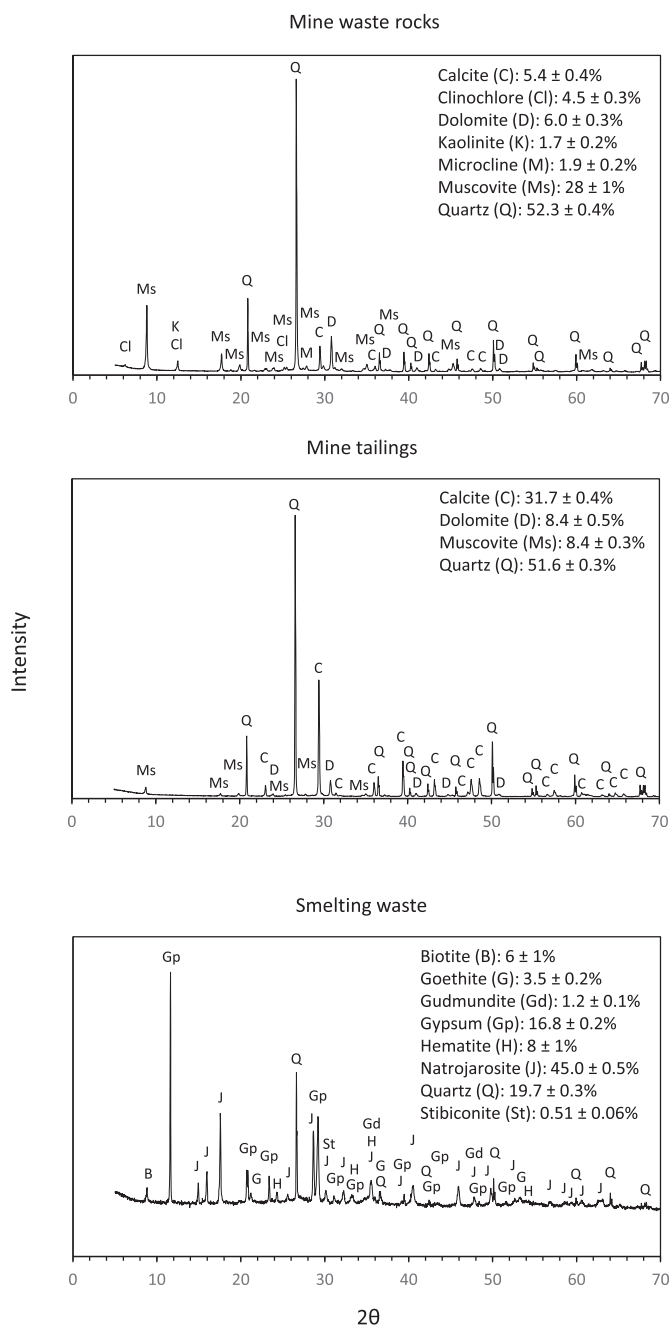 Mine waste rocks
Calcite (C): 5.4 ± 0.4%
Clinochlore (Cl): 4.5 ± 0.3%
Dolomite (D): 6.0 ± 0.3%
Kaolinite (K): 1.7 ± 0.2%
Microcline (M): 1.9 ± 0.2%
Muscovite (Ms): 28 ± 1%
Quartz (Q): 52.3 ± 0.4%
Q
Ms
Q
K
Cl
Cl
Ms
Ms
Ms
Ms
Ms
Cl
Ms
M
C
D
Ms
Ms
Ms
Q
C
D
Q
Q
D
Q
C
Ms
Q
C
C
Q
D
D
Q
Q
Q
Ms
Q
Q
Q
0 10 20 30 40 50 60 70
Mine tailings
Calcite (C): 31.7 ± 0.4%
Dolomite (D): 8.4 ± 0.5%
Muscovite (Ms): 8.4 ± 0.3%
Quartz (Q): 51.6 ± 0.3%
Q
C
Q
Ms
Ms
Ms
C
D
Ms
Ms
D
C
Ms
C
Q
C
Q
Q
D
Q
C
D
Q
C
C
C
Q
D
Q
Q
C
C
Q
C
C
Q
C
C
Q
0 10 20 30 40 50 60 70
Intensity
Smelting waste
Biotite (B): 6 ± 1%
Goethite (G): 3.5 ± 0.2%
Gudmundite (Gd): 1.2 ± 0.1%
Gypsum (Gp): 16.8 ± 0.2%
Hematite (H): 8 ± 1%
Natrojarosite (J): 45.0 ± 0.5%
Quartz (Q): 19.7 ± 0.3%
Stibiconite (St): 0.51 ± 0.06%
Gp
B
J
J
J
Gp
G
Gp
H
J
Q
J
Gp
St
J
Gp
J
H
Gp
Gd
H
J
G
Q
Gp
J
J
Q
Gp
Gp
J
Gd
J
Gp
J
Q
Gp
J
G
H
J
J
J
Q
J
J
Q
Q
0 10 20 30 40 50 60 70
2θ